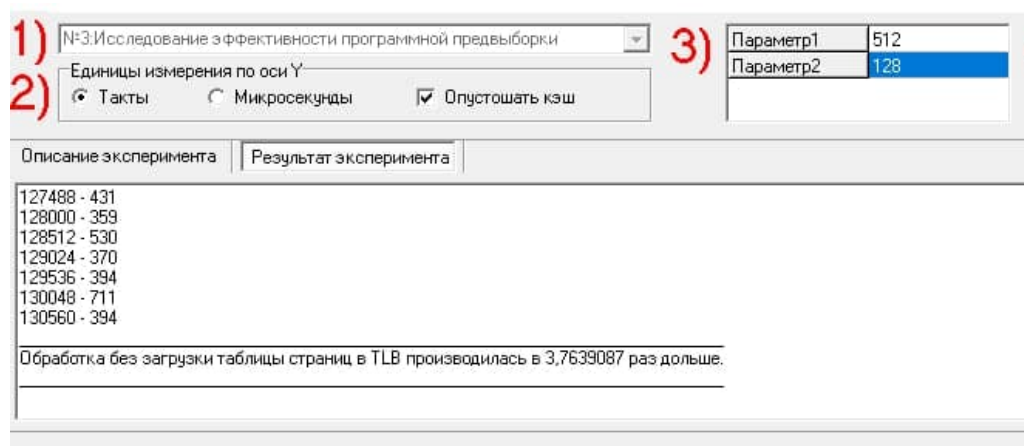 1) №3:Исследование эффективности программной предвыборки
3) Параметр1 512
Параметр2 128
2) Единицы измерения по оси Y
Такты Микросекунды Опустошать кэш
Описание эксперимента Результат эксперимента
127488 - 431
128000 - 359
128512 - 530
129024 - 370
129536 - 394
130048 - 711
130560 - 394
Обработка без загрузки таблицы страниц в TLB производилась в 3,7639087 раз дольше.